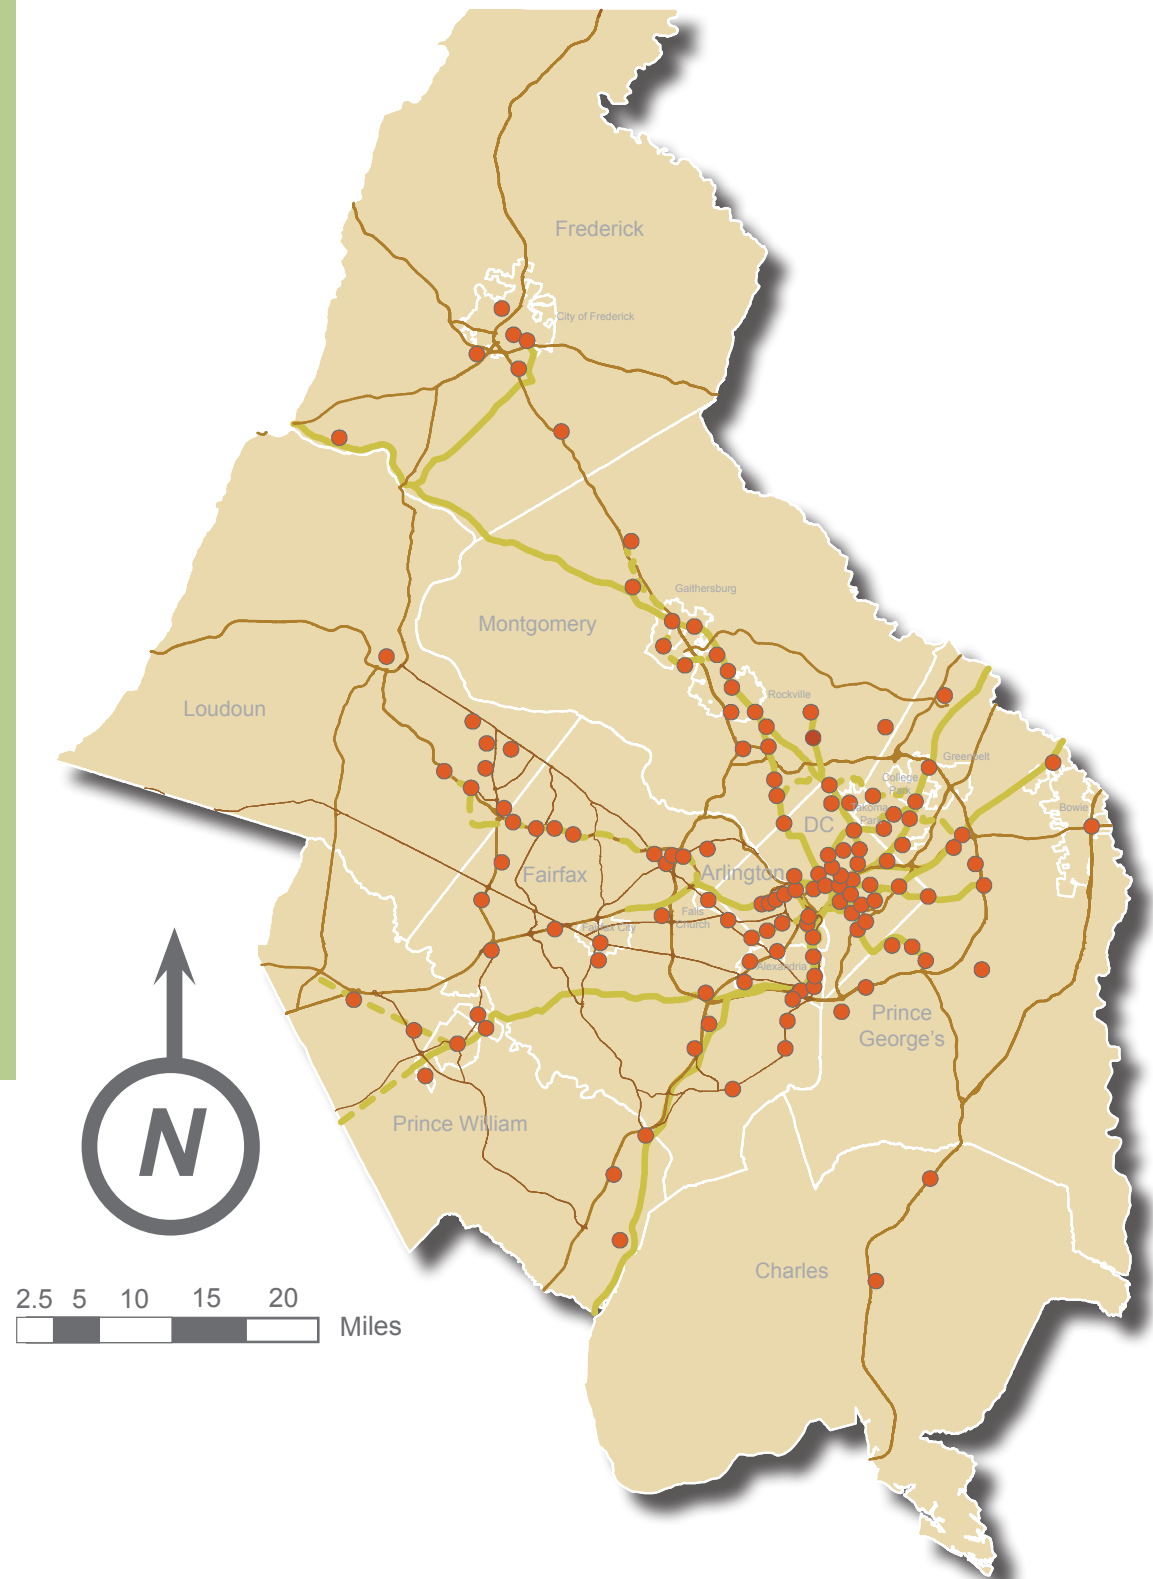 Frederick
City of Frederick
Gaithersburg
Montgomery
Rockville
Loudoun
Greenbelt
College
Park
Bowie
Takoma
Park
DC
Fairfax
Arlington
Falls
Church
Fairfax City
Alexandria
Prince
George's
Prince William
N
Charles
2.5 5 10 15 20
Miles